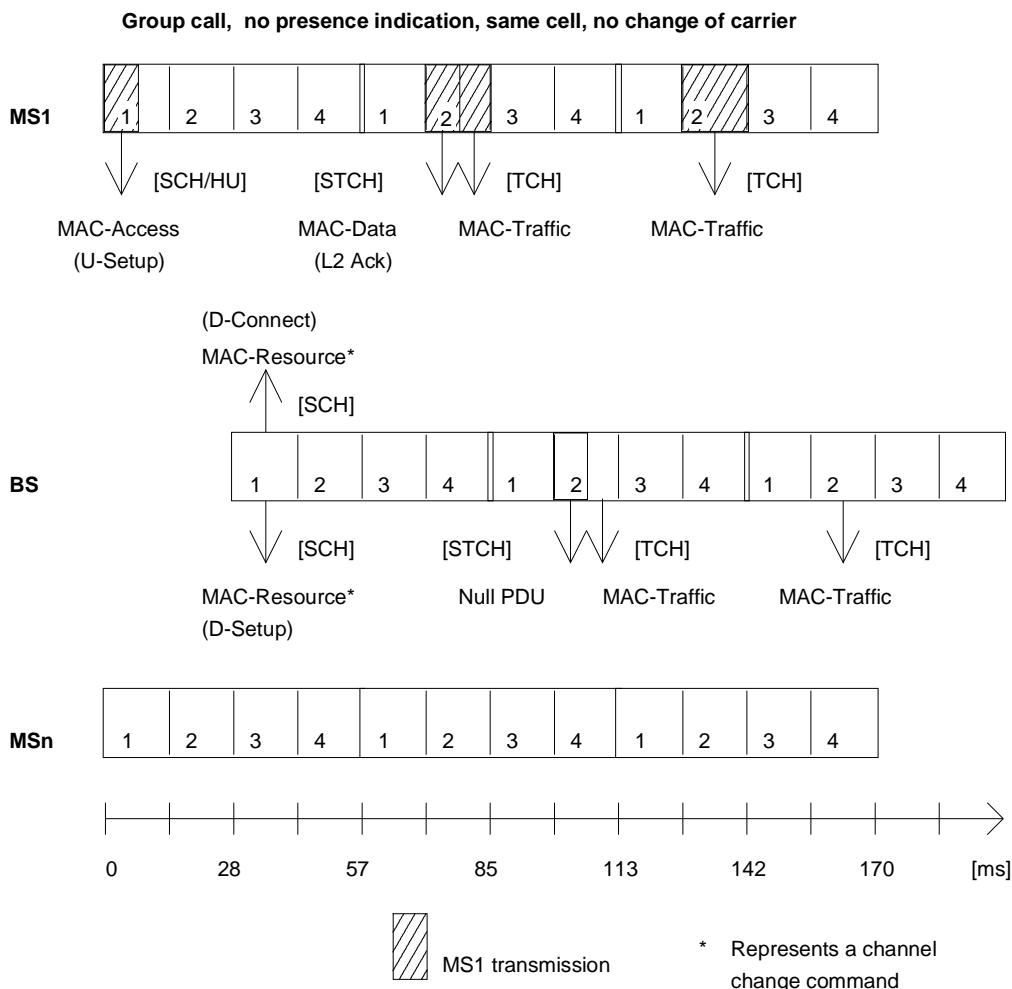 Group call, no presence indication, same cell, no change of carrier
MS1
1 2 3 4 1 2 3 4 1 2 3 4
[SCH/HU] [STCH] [TCH] [TCH]
MAC-Access MAC-Data MAC-Traffic MAC-Traffic
(U-Setup) (L2 Ack)
(D-Connect)
MAC-Resource*
[SCH]
BS
1 2 3 4 1 2 3 4 1 2 3 4
[SCH] [STCH] [TCH] [TCH]
MAC-Resource* Null PDU MAC-Traffic MAC-Traffic
(D-Setup)
MSn
1 2 3 4 1 2 3 4 1 2 3 4
0 28 57 85 113 142 170 [ms]
MS1 transmission
* Represents a channel
change command